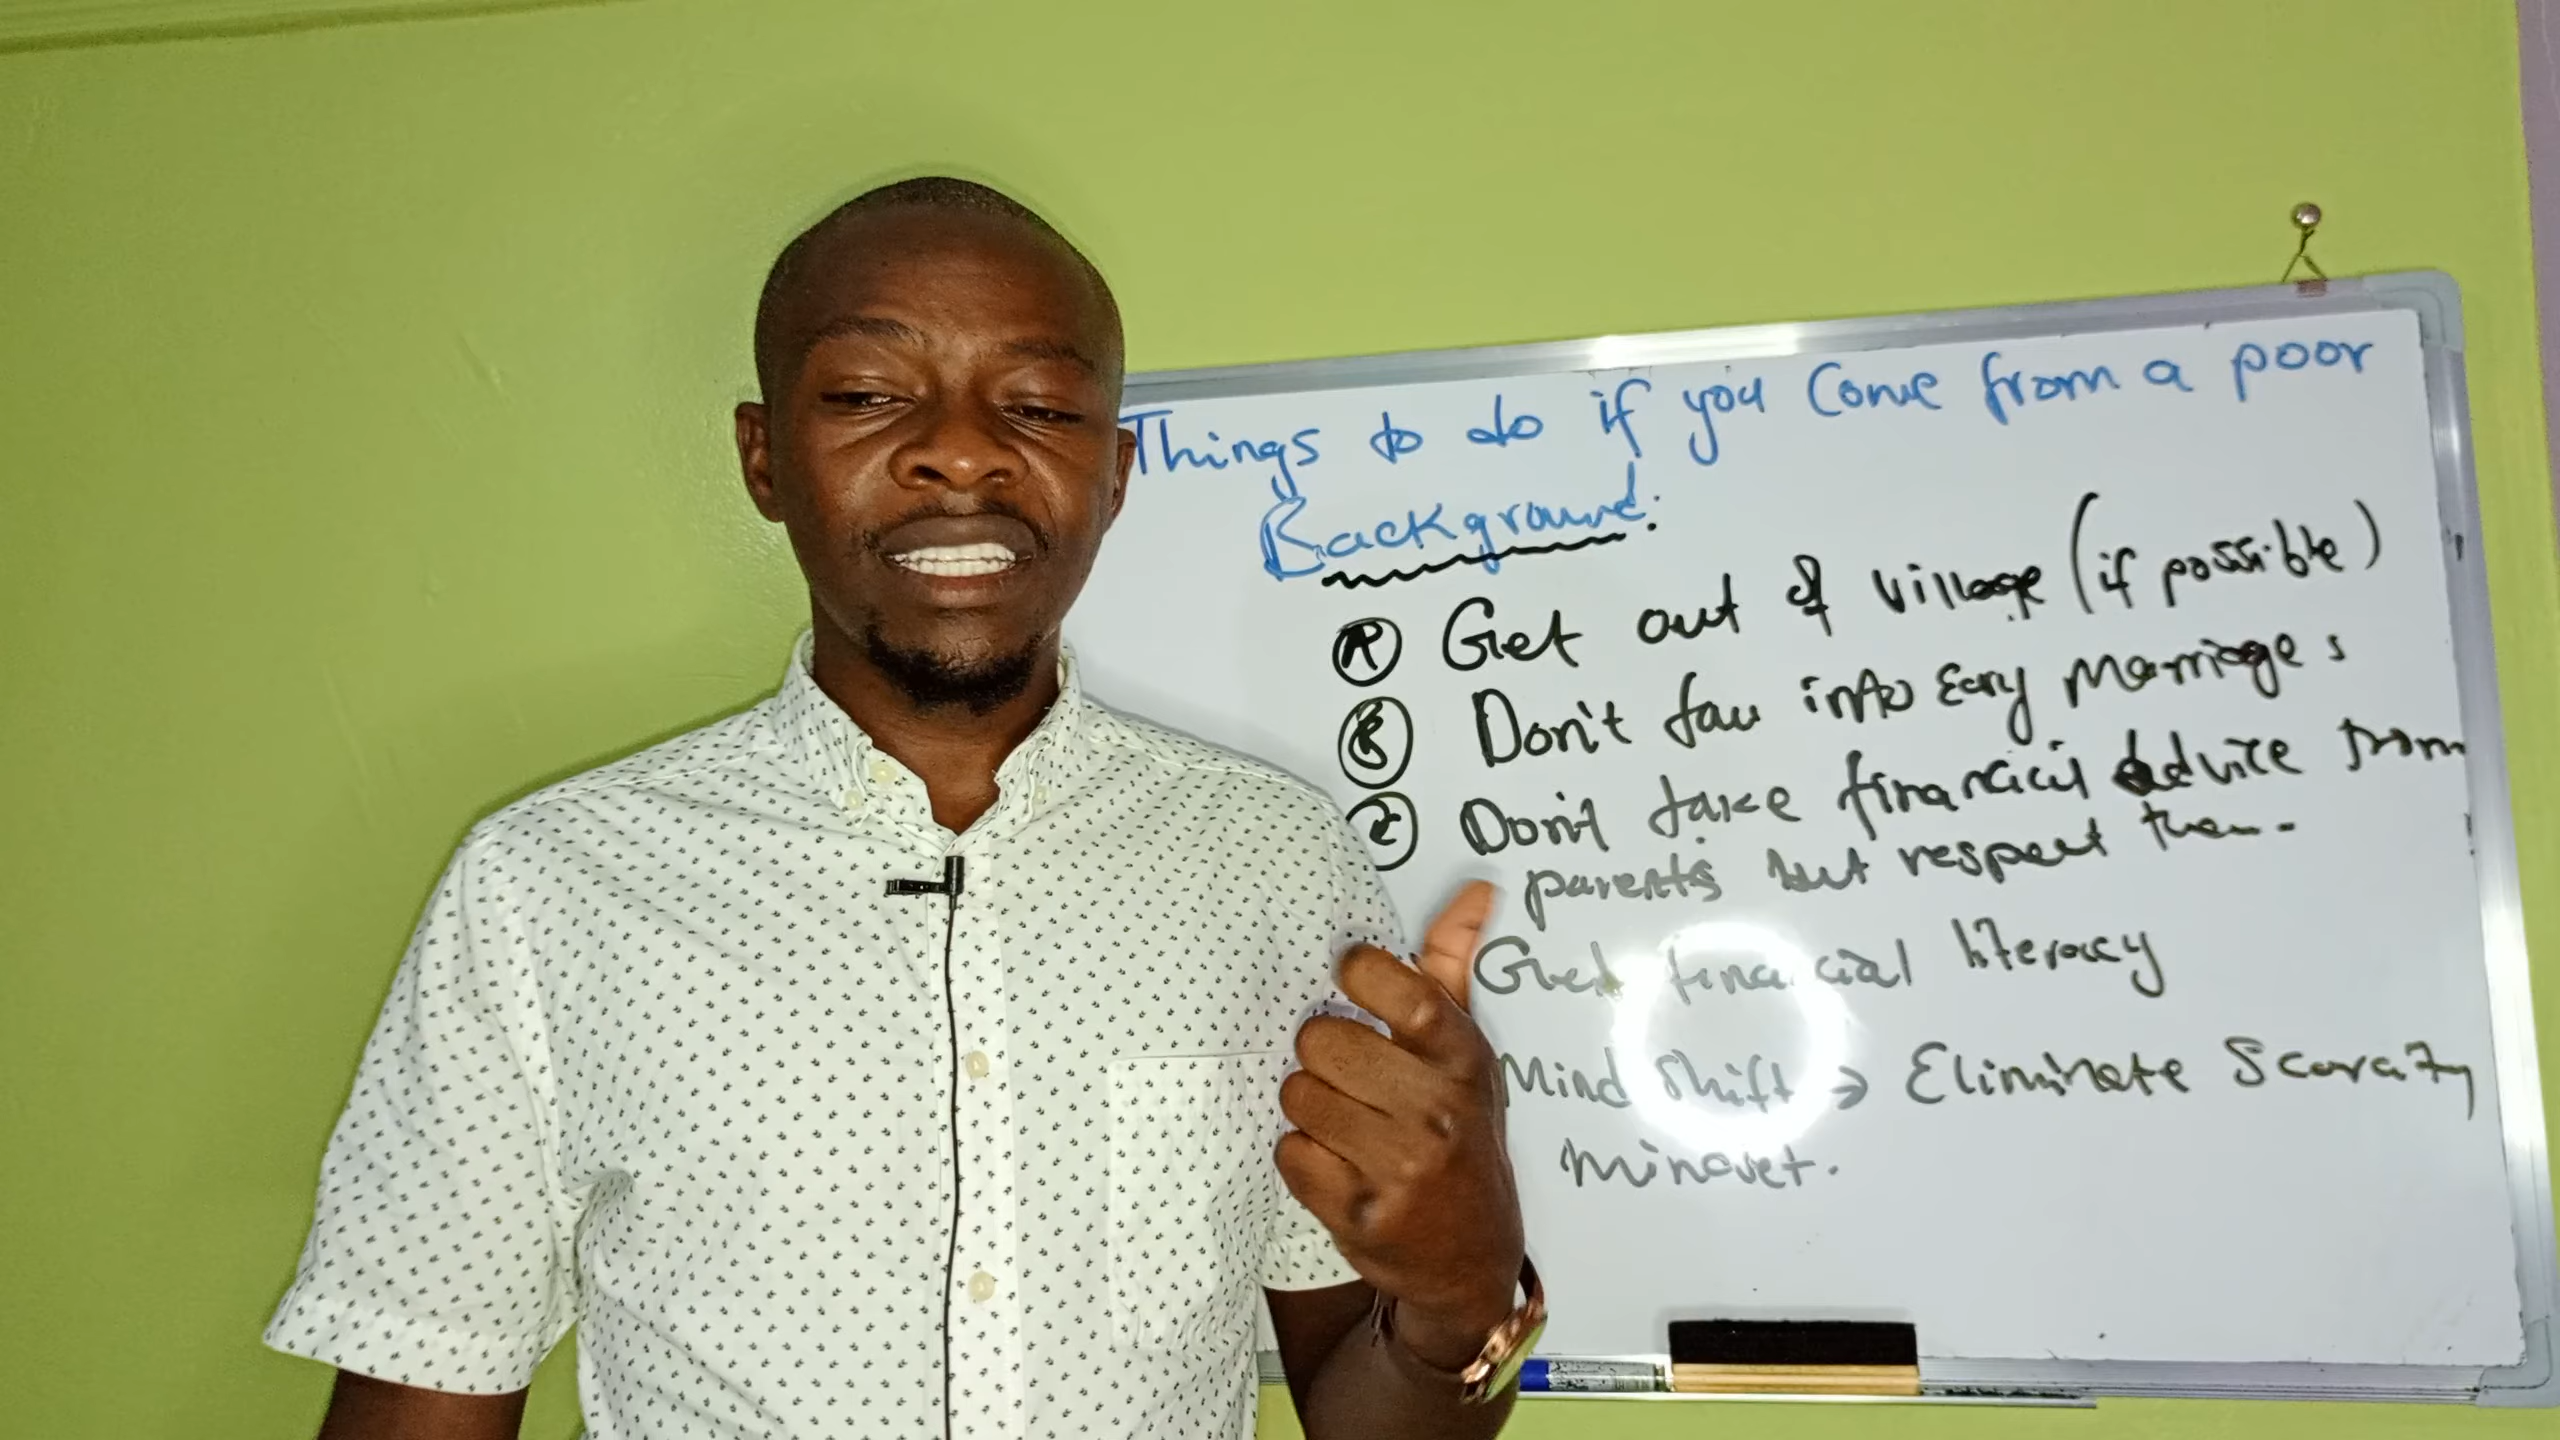 Things to do if you Come from a poor
Background:
A Get out of village (if possible)
B Don't fall into Early Marriages
C Don't take financial advice from
parents but respect them.
Get financial literacy
Mind shift → Eliminate Scarcity
Mindset.